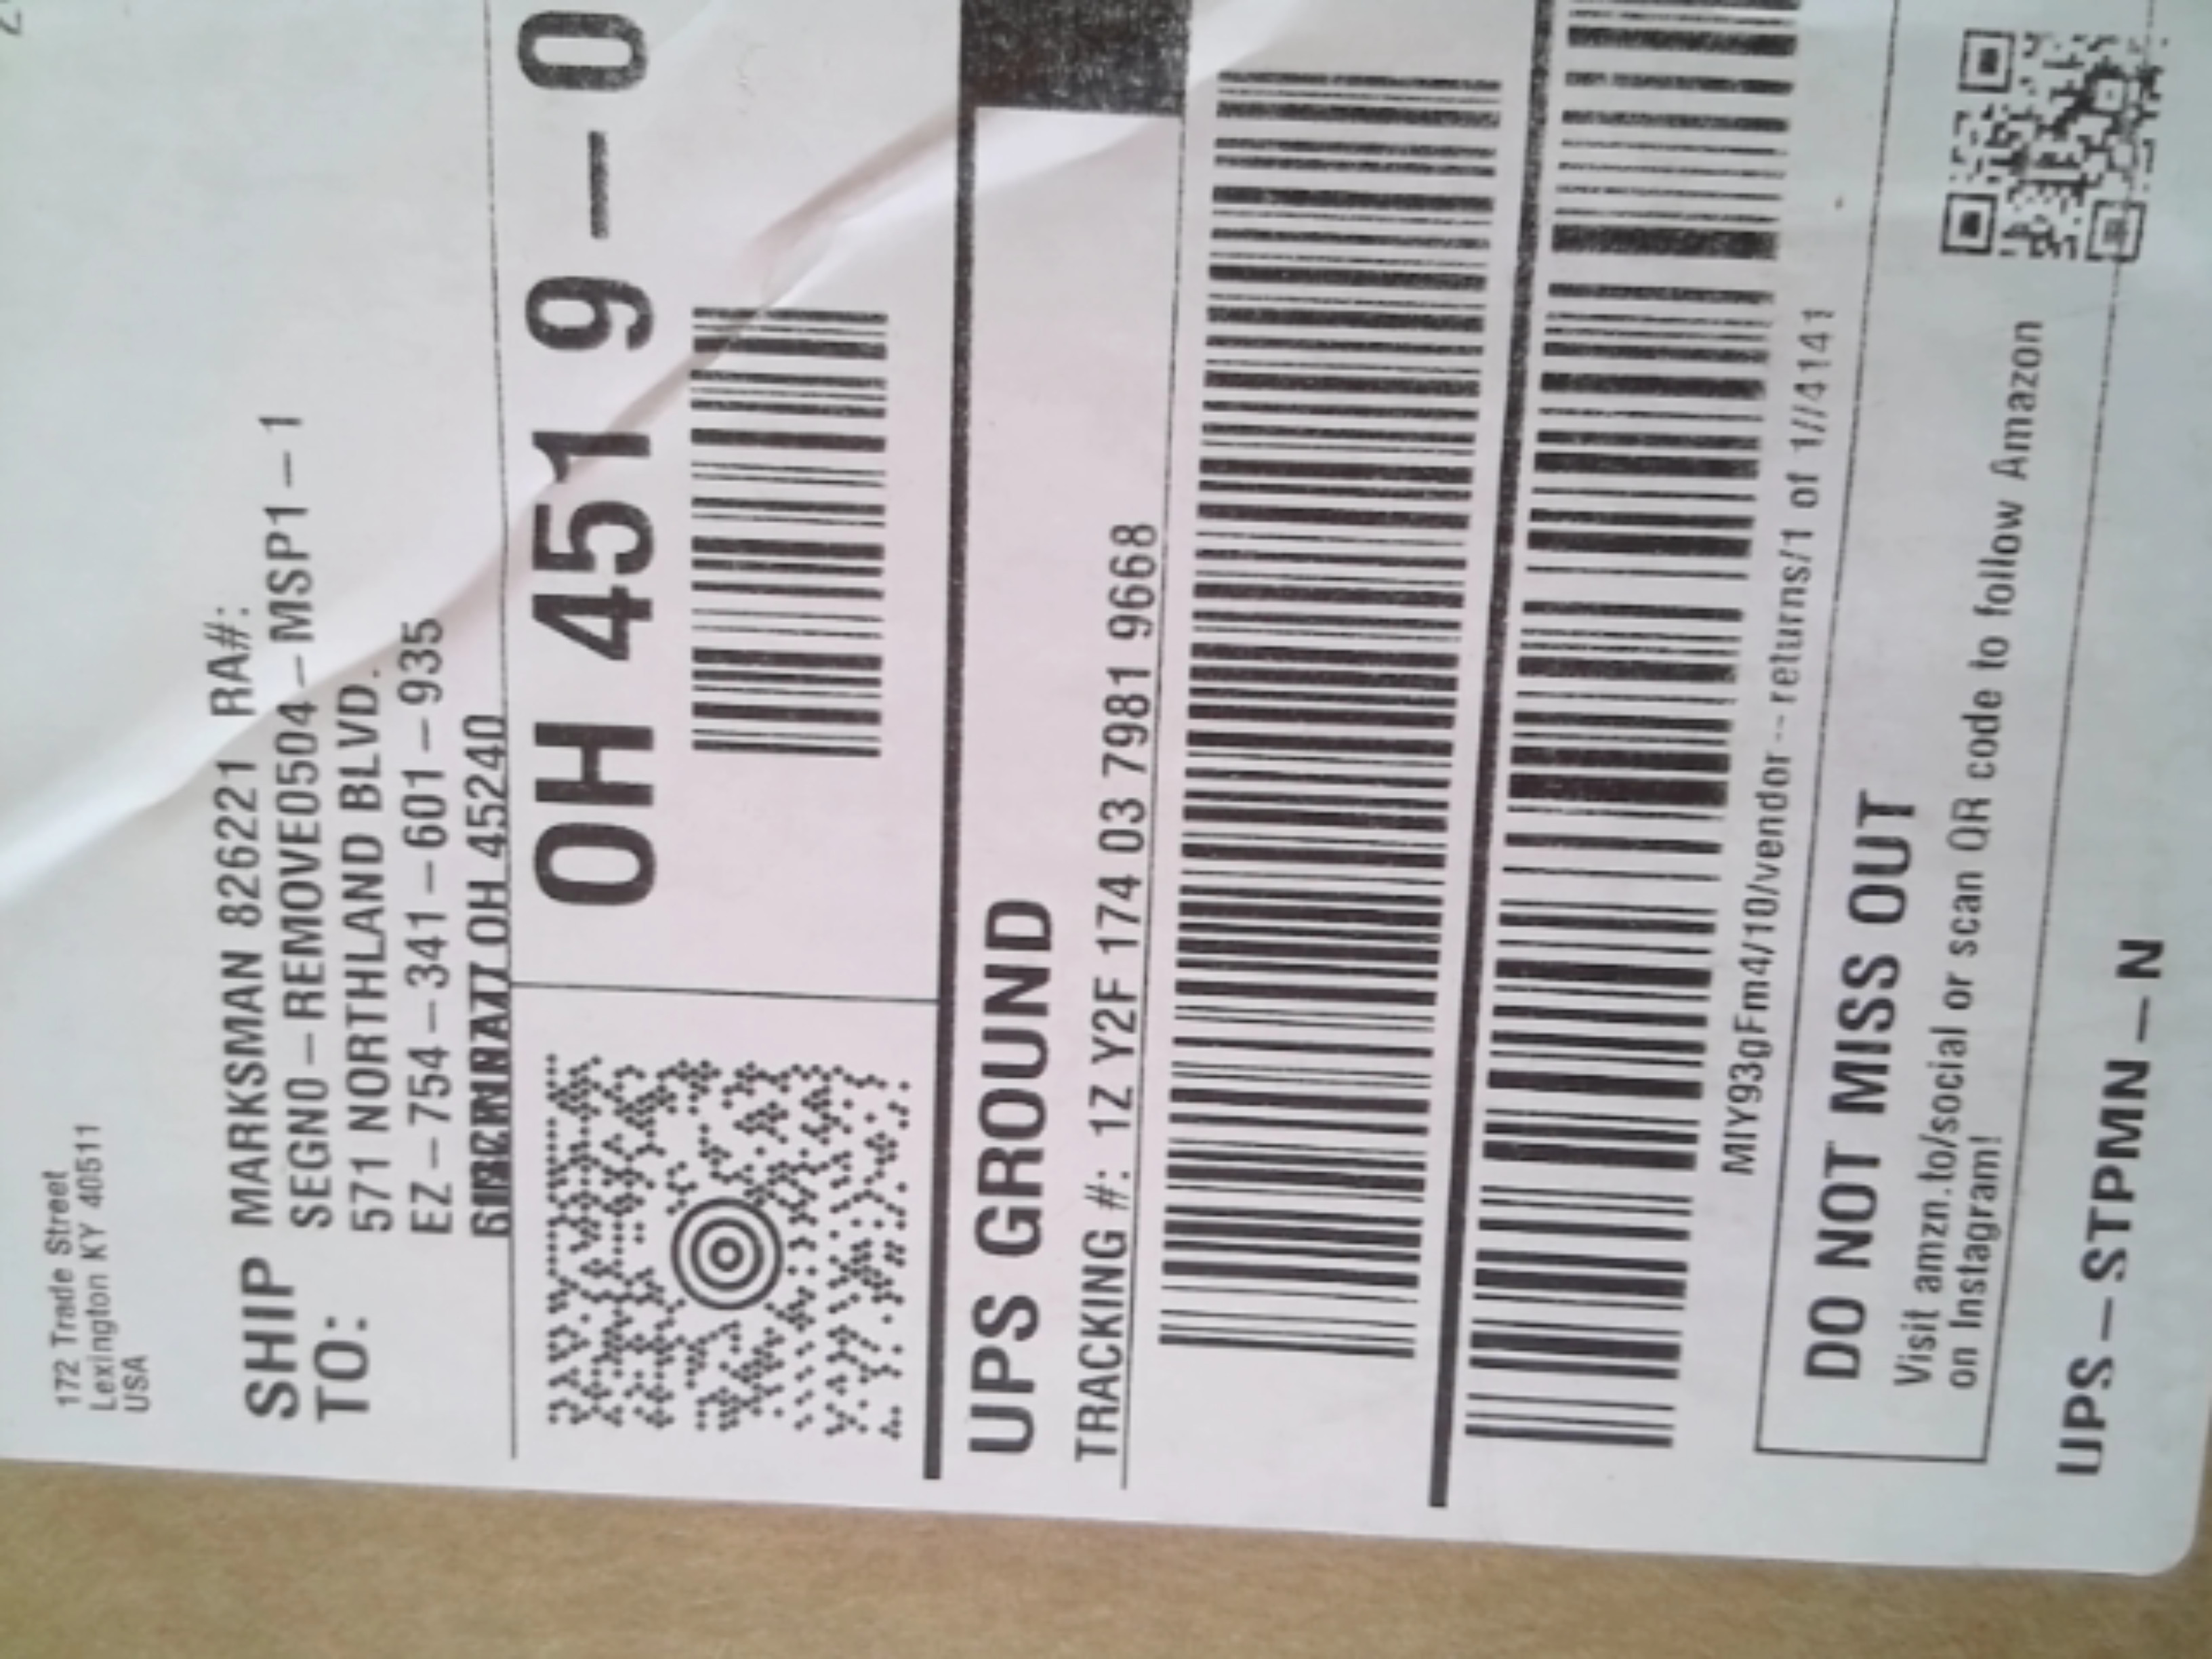 172 Trade Street
Lexington KY 40511
USA
SHIP
TO:
MARKSMAN 826221 RA#:
SEGNO-REMOVE0504-MSP1-1
571 NORTHLAND BLVD.
EZ-754-341-601-935
OH 45240
OH 451 9-0
UPS GROUND
TRACKING #: 1Z Y2F 174 03 7981 9668
MIY93gFm4/10/vendor--returns/1 of 1//4141
DO NOT MISS OUT
Visit amzn.to/social or scan QR code to follow Amazon
on Instagram!
UPS-STPMN-N